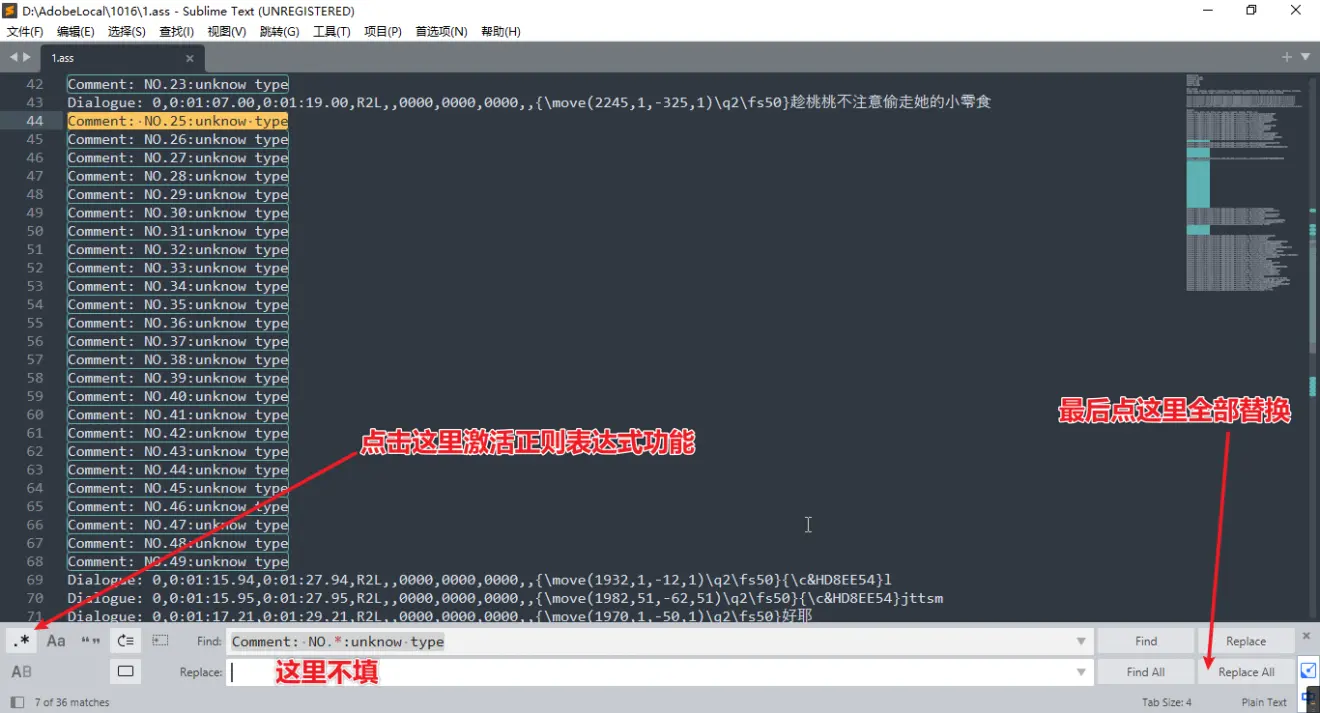 D:\AdobeLocal\1016\1.ass - Sublime Text (UNREGISTERED)
文件(F) 编辑(E) 选择(S) 查找(I) 视图(V) 跳转(G) 工具(T) 项目(P) 首选项(N) 帮助(H)
1.ass
42 Comment: NO.23:unknow type
43 Dialogue: 0,0:01:07.00,0:01:19.00,R2L,,0000,0000,0000,,{\move(2245,1,-325,1)\q2\fs50}趁桃桃不注意偷走她的小零食
44 Comment: NO.25:unknow type
45 Comment: NO.26:unknow type
46 Comment: NO.27:unknow type
47 Comment: NO.28:unknow type
48 Comment: NO.29:unknow type
49 Comment: NO.30:unknow type
50 Comment: NO.31:unknow type
51 Comment: NO.32:unknow type
52 Comment: NO.33:unknow type
53 Comment: NO.34:unknow type
54 Comment: NO.35:unknow type
55 Comment: NO.36:unknow type
56 Comment: NO.37:unknow type
57 Comment: NO.38:unknow type
58 Comment: NO.39:unknow type
59 Comment: NO.40:unknow type
60 Comment: NO.41:unknow type
最后点这里全部替换
61 Comment: NO.42:unknow type
点击这里激活正则表达式功能
62 Comment: NO.43:unknow type
63 Comment: NO.44:unknow type
64 Comment: NO.45:unknow type
65 Comment: NO.46:unknow type
66 Comment: NO.47:unknow type
67 Comment: NO.48:unknow type
68 Comment: NO.49:unknow type
69 Dialogue: 0,0:01:15.94,0:01:27.94,R2L,,0000,0000,0000,,{\move(1932,1,-12,1)\q2\fs50}{\c&HD8EE54}l
70 Dialogue: 0,0:01:15.95,0:01:27.95,R2L,,0000,0000,0000,,{\move(1982,51,-62,51)\q2\fs50}{\c&HD8EE54}jttsm
71 Dialogue: 0,0:01:17.21,0:01:29.21,R2L,,0000,0000,0000,,{\move(1970,1,-50,1)\q2\fs50}好耶
.* Aa “” Find: Comment: NO.*:unknow type Find Replace
AB Replace: 这里不填 Find All Replace All
7 of 36 matches Tab Size: 4 Plain Text